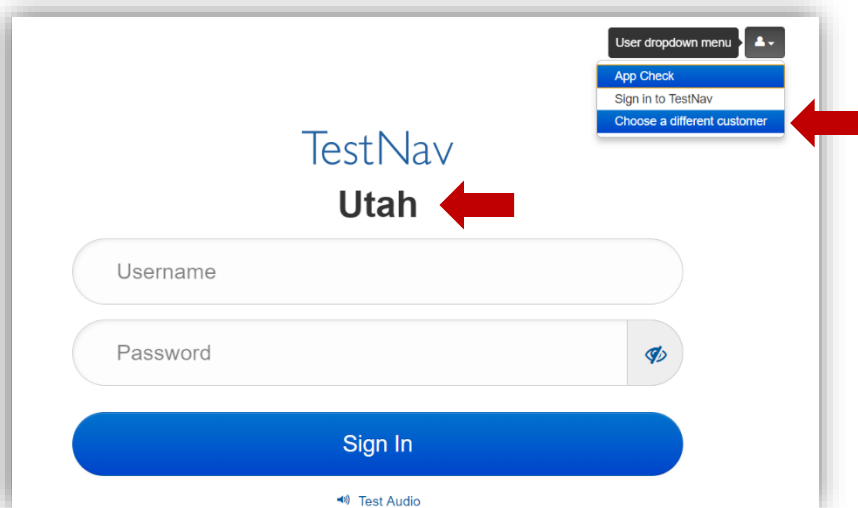 User dropdown menu
App Check
Sign in to TestNav
Choose a different customer
TestNav
Utah
Username
Password
Sign In
Test Audio